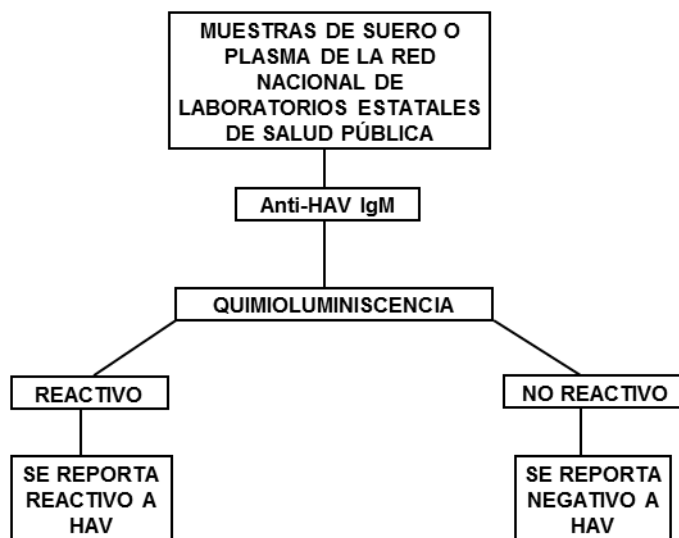 MUESTRAS DE SUERO O
PLASMA DE LA RED
NACIONAL DE
LABORATORIOS ESTATALES
DE SALUD PÚBLICA
Anti-HAV IgM
QUIMIOLUMINISCENCIA
REACTIVO
NO REACTIVO
SE REPORTA
REACTIVO A
HAV
SE REPORTA
NEGATIVO A
HAV